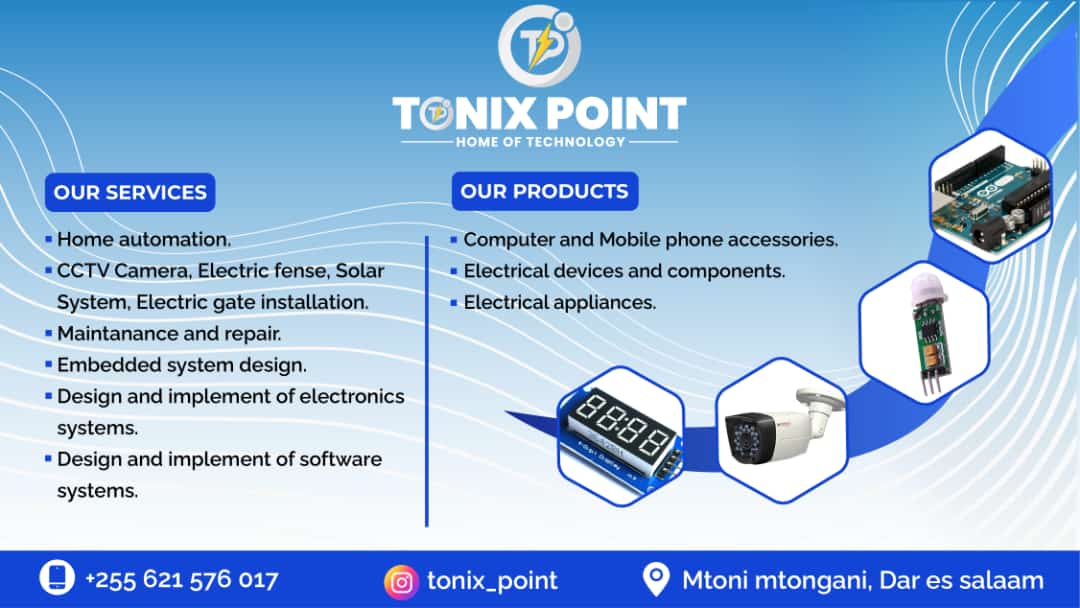 TP
TONIX POINT
HOME OF TECHNOLOGY
OUR SERVICES
Home automation.
CCTV Camera, Electric fense, Solar
System, Electric gate installation.
Maintanance and repair.
Embedded system design.
Design and implement of electronics
systems.
Design and implement of software
systems.
OUR PRODUCTS
Computer and Mobile phone accessories.
Electrical devices and components.
Electrical appliances.
88:88
+255 621 576 017
tonix_point
Mtoni mtongani, Dar es salaam